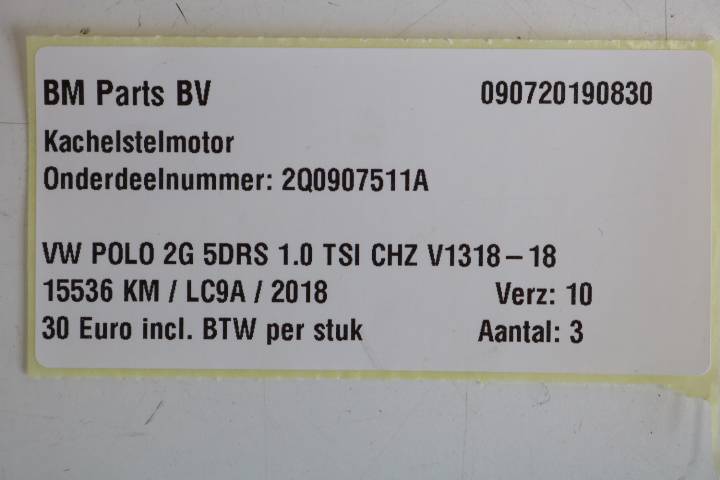 BM Parts BV 090720190830
Kachelstelmotor
Onderdeelnummer: 2Q0907511A
VW POLO 2G 5DRS 1.0 TSI CHZ V1318-18
15536 KM / LC9A / 2018 Verz: 10
30 Euro incl. BTW per stuk Aantal: 3